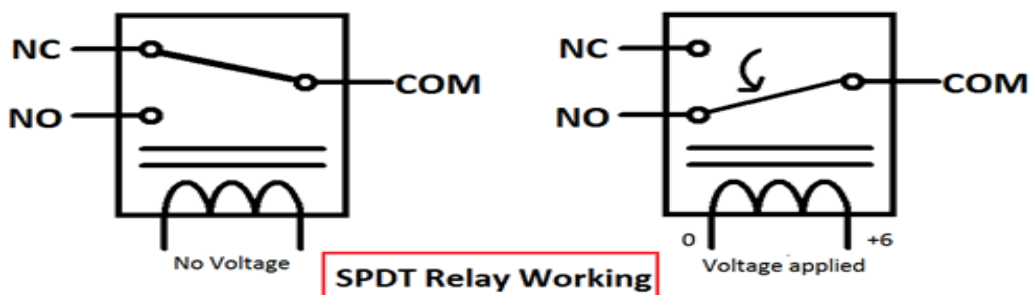 NC
COM
NO
No Voltage
NC
COM
NO
0
+6
Voltage applied
SPDT Relay Working